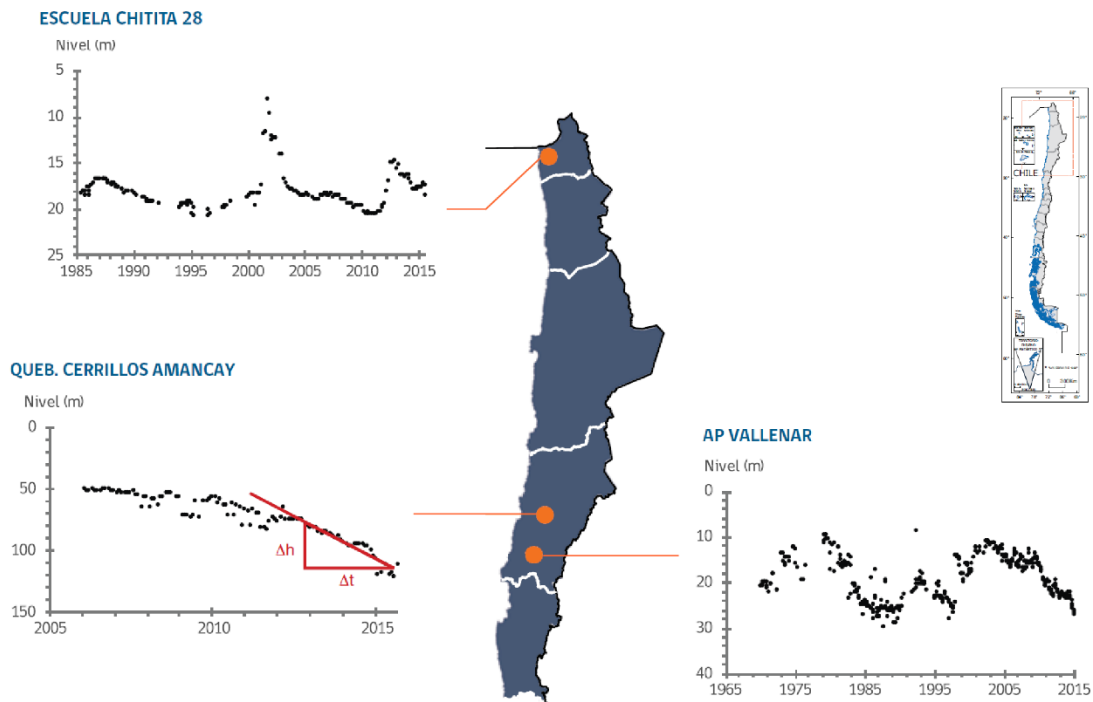 ESCUELA CHITITA 28
Nivel (m)
5
10
15
20
25
1985 1990 1995 2000 2005 2010 2015
CHILE
QUEB. CERRILLOS AMANCAY
Nivel (m)
0
50
100
150
Δh
Δt
2005 2010 2015
AP VALLENAR
Nivel (m)
0
10
20
30
40
1965 1975 1985 1995 2005 2015